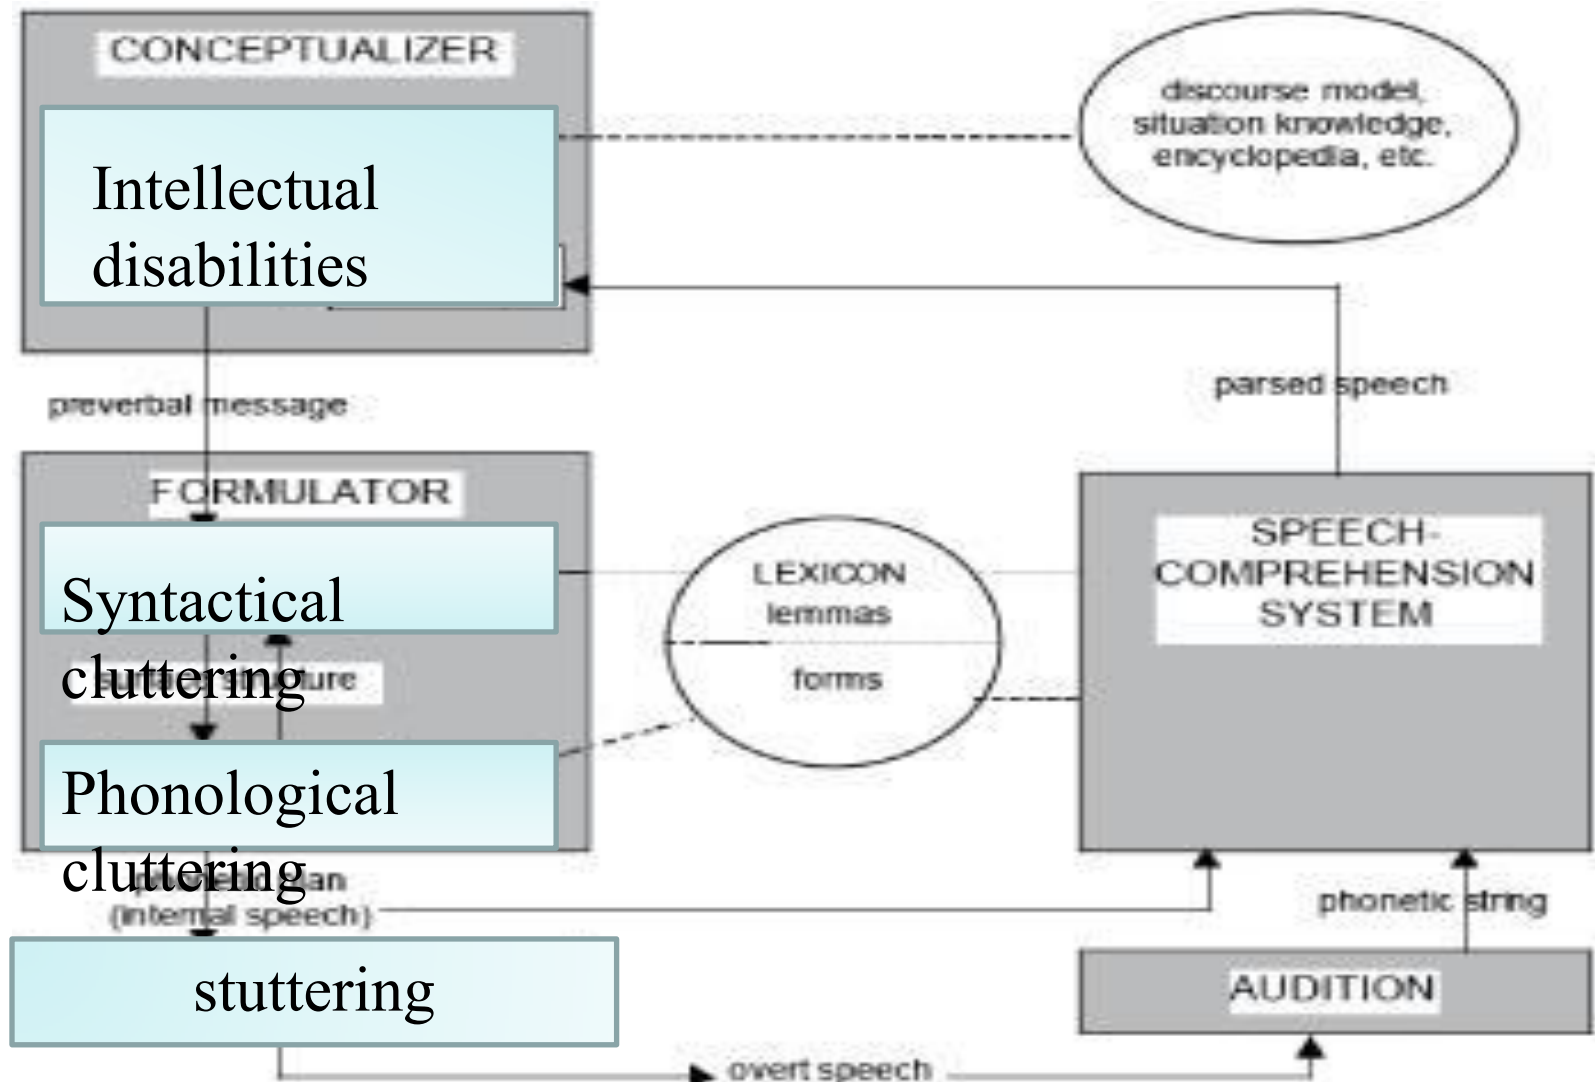 CONCEPTUALIZER
Intellectual
disabilities
discourse model,
situation knowledge,
encyclopedia, etc.
preverbal message
parsed speech
FORMULATOR
Syntactical
cluttering
structure
LEXICON
lemmas
forms
SPEECH-
COMPREHENSION
SYSTEM
Phonological
cluttering
(internal speech)
phonetic string
stuttering
AUDITION
overt speech